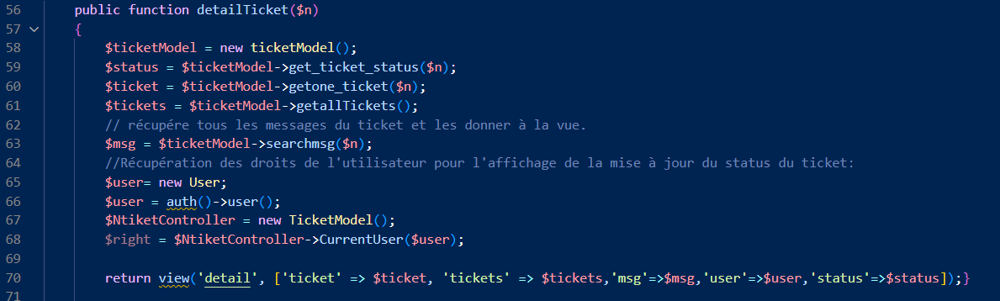 56 public function detailTicket($n)
57 {
58 $ticketModel = new ticketModel();
59 $status = $ticketModel->get_ticket_status($n);
60 $ticket = $ticketModel->getone_ticket($n);
61 $tickets = $ticketModel->getallTickets();
62 // récupére tous les messages du ticket et les donner à la vue.
63 $msg = $ticketModel->searchmsg($n);
64 //Récupération des droits de l'utilisateur pour l'affichage de la mise à jour du status du ticket:
65 $user= new User;
66 $user = auth()->user();
67 $NtiketController = new TicketModel();
68 $right = $NtiketController->CurrentUser($user);
69
70 return view('detail', ['ticket' => $ticket, 'tickets' => $tickets,'msg'=>$msg,'user'=>$user,'status'=>$status]);}
71